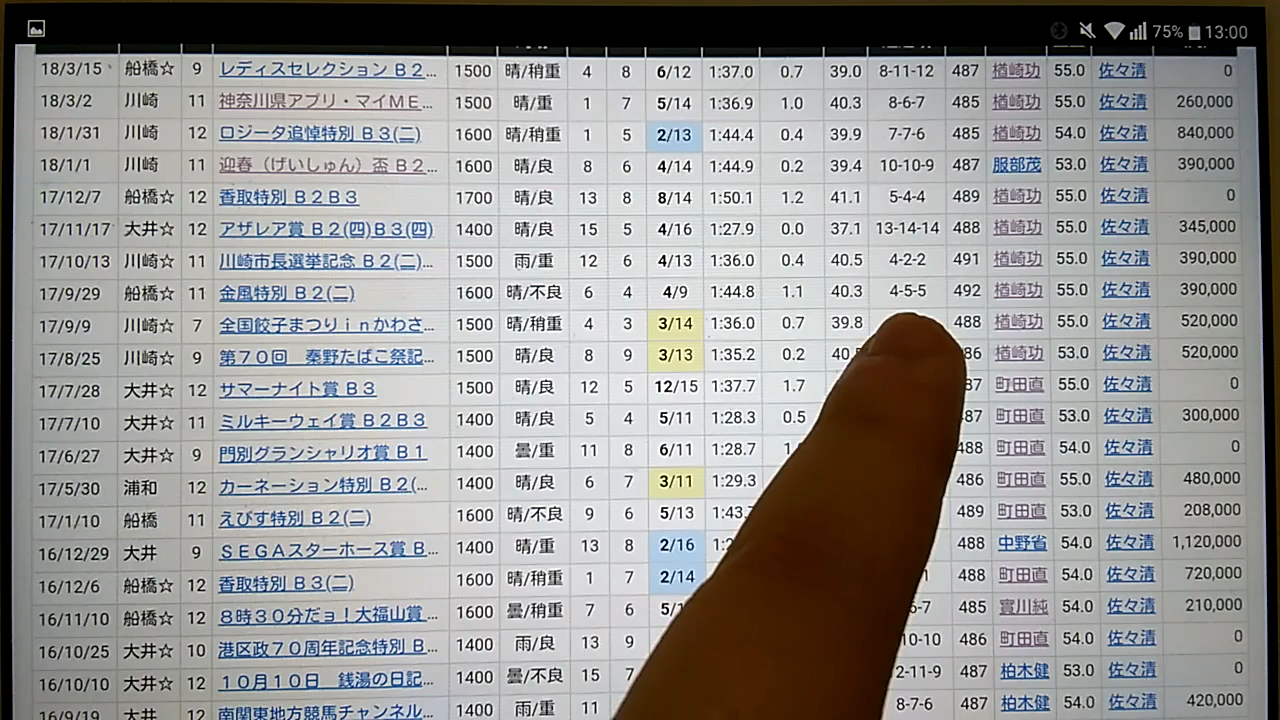 75% 13:00
18/3/15 船橋☆ 9 レディスセレクション Ｂ２... 1500 晴/稍重 4 8 6/12 1:37.0 0.7 39.0 8-11-12 487 楢崎功 55.0 佐々清 0
18/3/2 川崎 11 神奈川県アプリ・マイＭＥ... 1500 晴/重 1 7 5/14 1:36.9 1.0 40.3 8-6-7 485 楢崎功 55.0 佐々清 260,000
18/1/31 川崎 12 ロジータ追悼特別 Ｂ３(二) 1600 晴/稍重 1 5 2/13 1:44.4 0.4 39.9 7-7-6 485 楢崎功 54.0 佐々清 840,000
18/1/1 川崎 11 迎春（げいしゅん）盃 Ｂ２... 1600 晴/良 8 6 4/14 1:44.9 0.2 39.4 10-10-9 487 服部茂 53.0 佐々清 390,000
17/12/7 船橋☆ 12 香取特別 Ｂ２Ｂ３ 1700 晴/良 13 8 8/14 1:50.1 1.2 41.1 5-4-4 489 楢崎功 55.0 佐々清 0
17/11/17 大井☆ 12 アザレア賞 Ｂ２(四)Ｂ３(四) 1400 晴/良 15 5 4/16 1:27.9 0.0 37.1 13-14-14 488 楢崎功 55.0 佐々清 345,000
17/10/13 川崎☆ 11 川崎市長選挙記念 Ｂ２(二)... 1500 雨/重 12 6 4/13 1:36.0 0.4 40.5 4-2-2 491 楢崎功 55.0 佐々清 390,000
17/9/29 船橋☆ 11 金風特別 Ｂ２(二) 1600 晴/不良 6 4 4/9 1:44.8 1.1 40.3 4-5-5 492 楢崎功 55.0 佐々清 390,000
17/9/9 川崎☆ 7 全国餃子まつりｉｎかわさ... 1500 晴/稍重 4 3 3/14 1:36.0 0.7 39.8 488 楢崎功 55.0 佐々清 520,000
17/8/25 川崎☆ 9 第７０回　秦野たばこ祭記... 1500 晴/良 8 9 3/13 1:35.2 0.2 楢崎功 53.0 佐々清 520,000
17/7/28 大井☆ 12 サマーナイト賞 Ｂ３ 1500 晴/良 12 5 12/15 1:37.7 1.7 町田直 55.0 佐々清 0
17/7/10 大井☆ 11 ミルキーウェイ賞 Ｂ２Ｂ３ 1400 晴/良 5 4 5/11 1:28.3 0.5 町田直 53.0 佐々清 300,000
17/6/27 大井☆ 9 門別グランシャリオ賞 Ｂ１ 1400 曇/重 11 8 6/11 1:28.7 488 町田直 54.0 佐々清 0
17/5/30 浦和 12 カーネーション特別 Ｂ２(... 1400 晴/良 6 7 3/11 1:29.3 486 町田直 55.0 佐々清 480,000
17/1/10 船橋 11 えびす特別 Ｂ２(二) 1600 晴/不良 9 6 5/13 489 町田直 53.0 佐々清 208,000
16/12/29 大井 9 ＳＥＧＡスターホース賞 Ｂ... 1400 晴/重 13 8 2/16 488 中野省 54.0 佐々清 1,120,000
16/12/6 船橋☆ 12 香取特別 Ｂ３(二) 1600 晴/稍重 1 7 2/14 488 町田直 54.0 佐々清 720,000
16/11/10 船橋☆ 12 ８時３０分だョ！大福山賞... 1600 曇/稍重 7 6 485 實川純 54.0 佐々清 210,000
16/10/25 大井☆ 10 港区政７０周年記念特別 Ｂ... 1400 雨/良 13 9 486 町田直 54.0 佐々清 0
16/10/10 大井☆ 12 １０月１０日　銭湯の日記... 1400 曇/不良 15 7 487 柏木健 53.0 佐々清 0
16/9/19 大井 12 南関東地方競馬チャンネル... 1400 雨/重 11 8-7-6 487 柏木健 54.0 佐々清 420,000